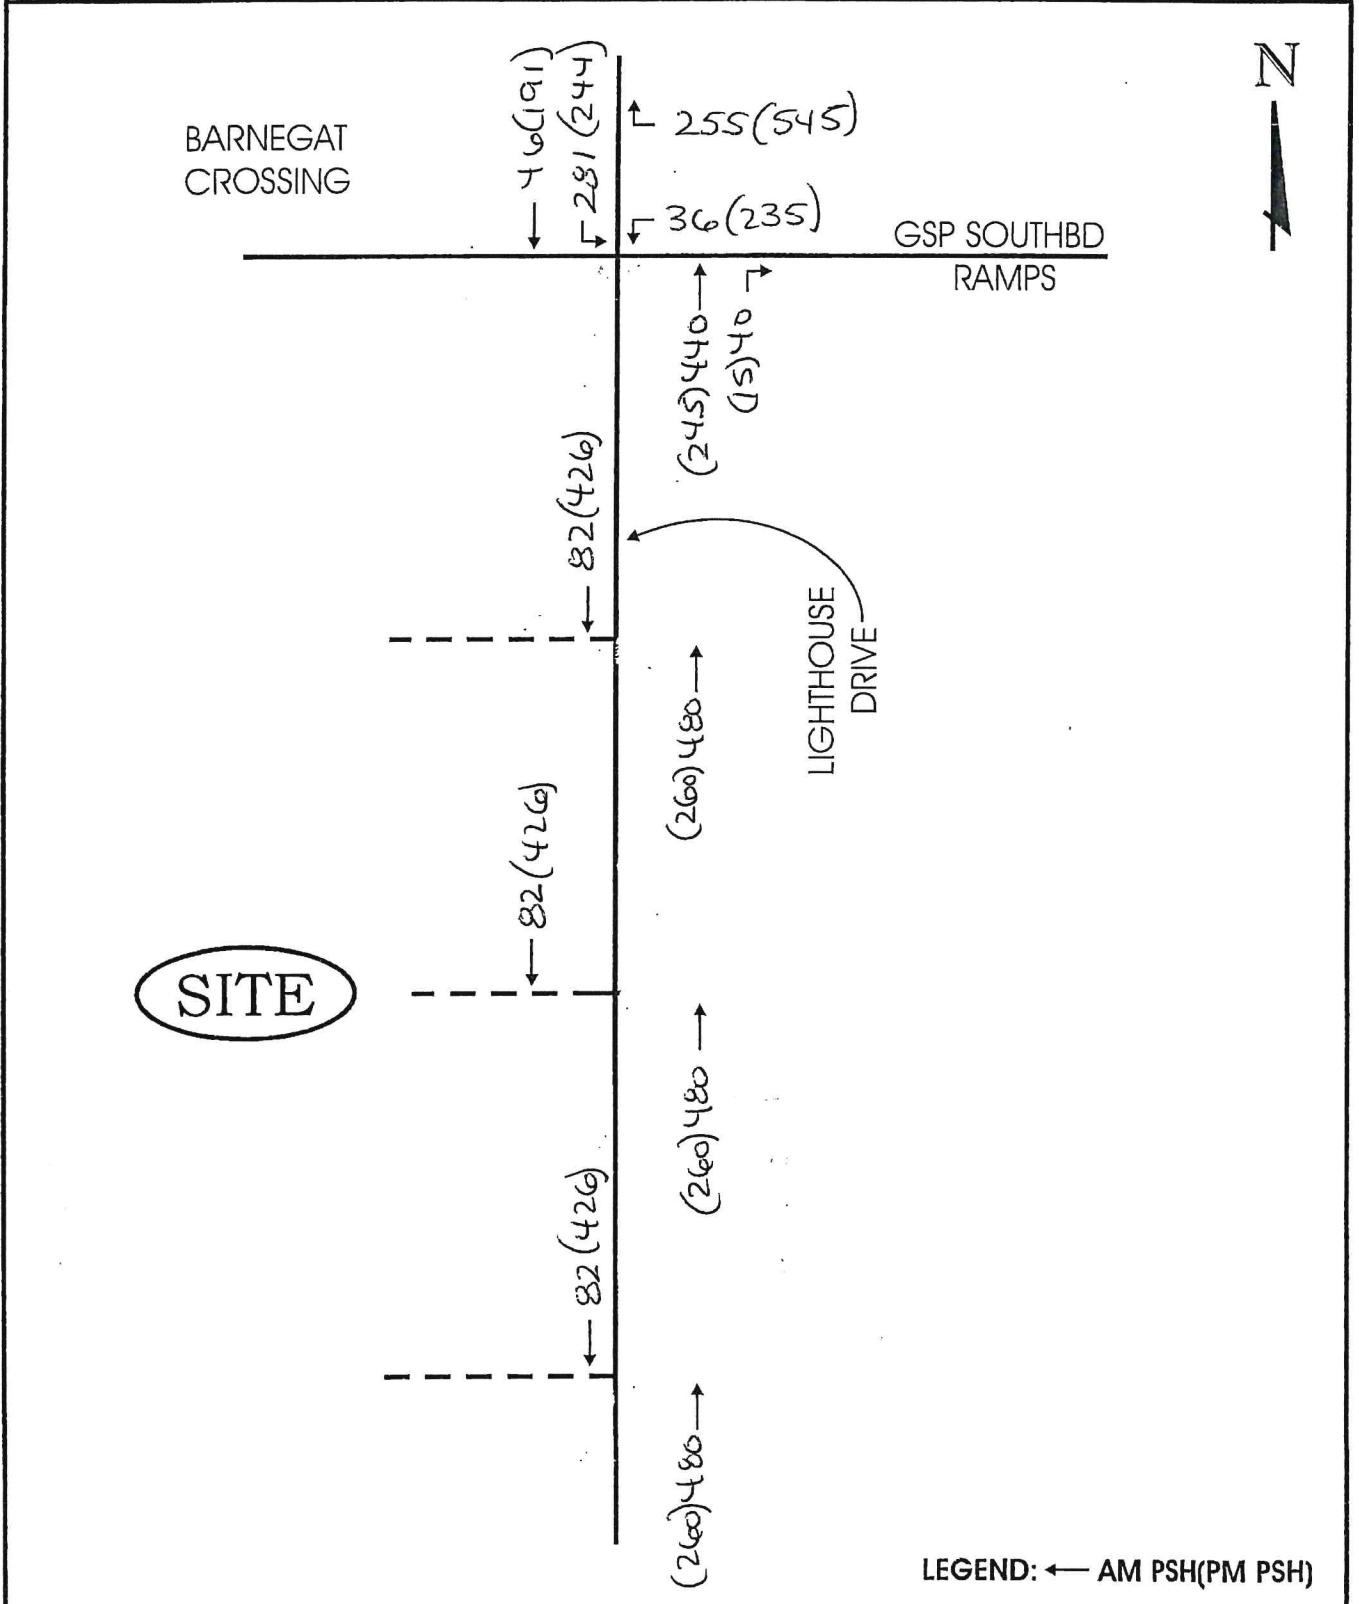 N
BARNEGAT
CROSSING
46(191)
281(244)
255(545)
36(235)
GSP SOUTHBD
RAMPS
(245)440
(15)40
82(426)
LIGHTHOUSE
DRIVE
(260)480
82(426)
SITE
(260)480
82(426)
(260)480
LEGEND: ← AM PSH(PM PSH)